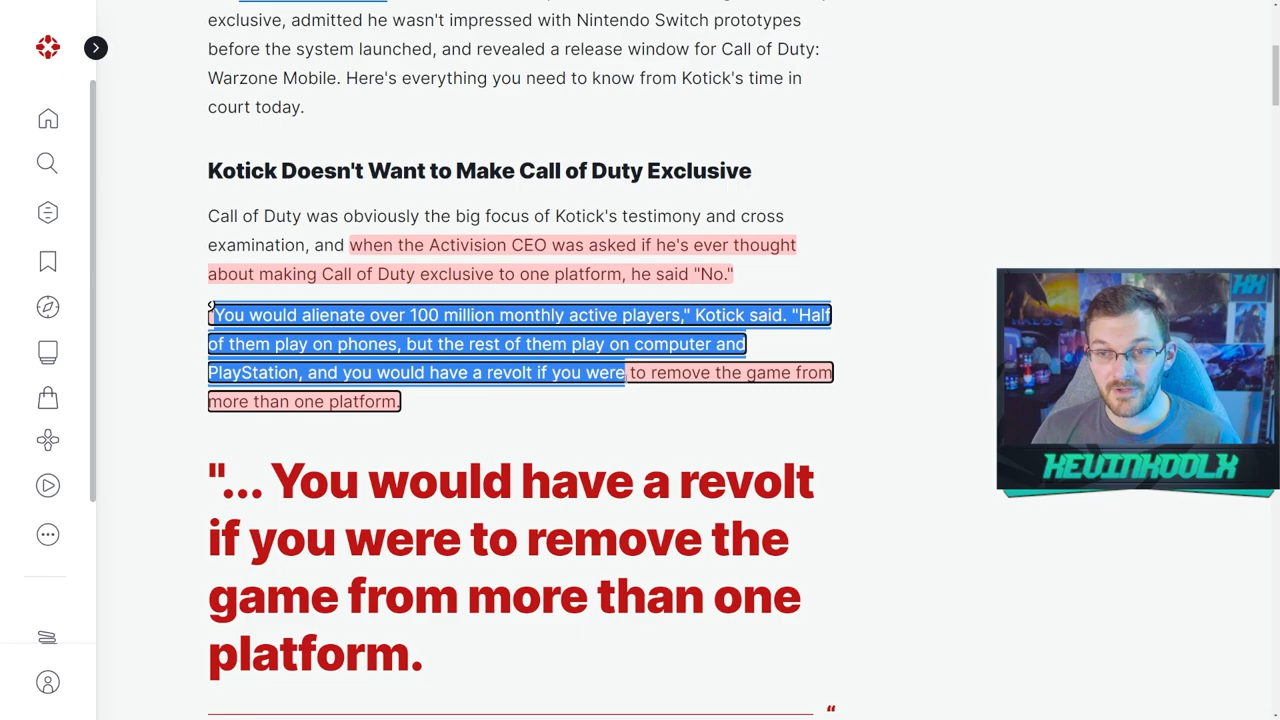 exclusive, admitted he wasn't impressed with Nintendo Switch prototypes
before the system launched, and revealed a release window for Call of Duty:
Warzone Mobile. Here's everything you need to know from Kotick's time in
court today.
Kotick Doesn't Want to Make Call of Duty Exclusive
Call of Duty was obviously the big focus of Kotick's testimony and cross
examination, and when the Activision CEO was asked if he's ever thought
about making Call of Duty exclusive to one platform, he said "No."
"You would alienate over 100 million monthly active players," Kotick said. "Half
of them play on phones, but the rest of them play on computer and
PlayStation, and you would have a revolt if you were to remove the game from
more than one platform.
"... You would have a revolt
if you were to remove the
game from more than one
platform.
“
KX
KEVINKOOLX